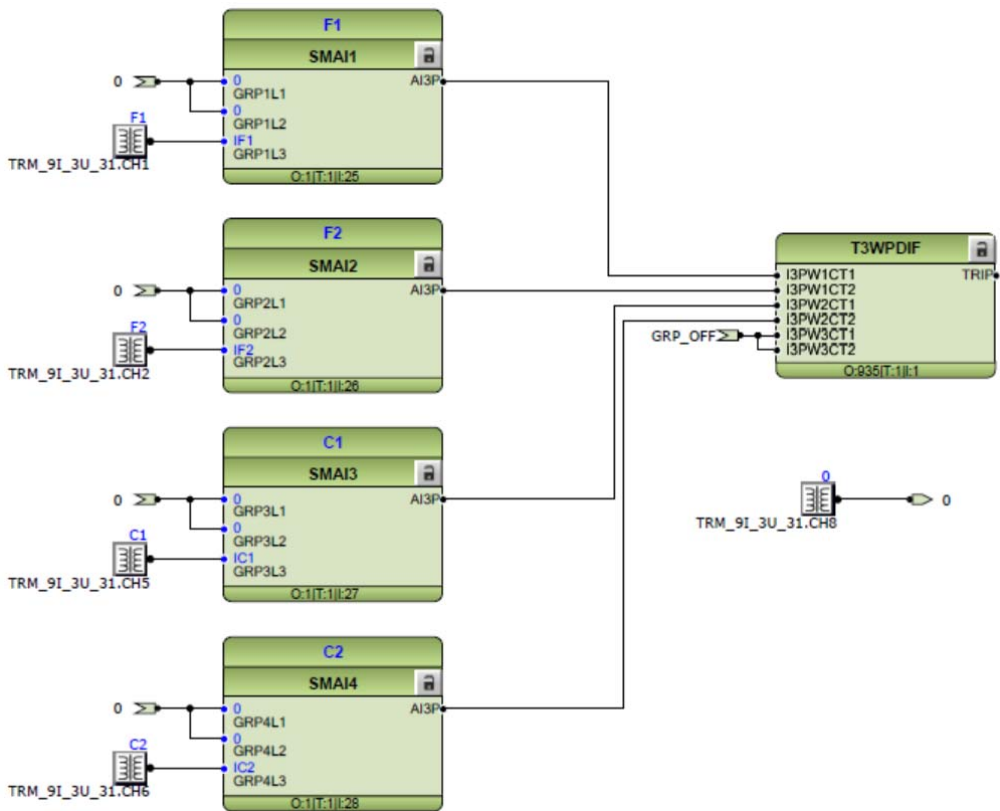 F1
SMAI1
0
0
AI3P
GRP1L1
0
GRP1L2
F1
IF1
GRP1L3
TRM_9I_3U_31.CH1
O:1|T:1|I:25
F2
SMAI2
0
0
AI3P
GRP2L1
0
GRP2L2
F2
IF2
GRP2L3
TRM_9I_3U_31.CH2
O:1|T:1|I:26
C1
SMAI3
0
0
AI3P
GRP3L1
0
GRP3L2
C1
IC1
GRP3L3
TRM_9I_3U_31.CH5
O:1|T:1|I:27
C2
SMAI4
0
0
AI3P
GRP4L1
0
GRP4L2
C2
IC2
GRP4L3
TRM_9I_3U_31.CH6
O:1|T:1|I:28
T3WPDIF
I3PW1CT1
TRIP
I3PW1CT2
I3PW2CT1
I3PW2CT2
GRP_OFF
I3PW3CT1
I3PW3CT2
O:935|T:1|I:1
0
0
TRM_9I_3U_31.CH8